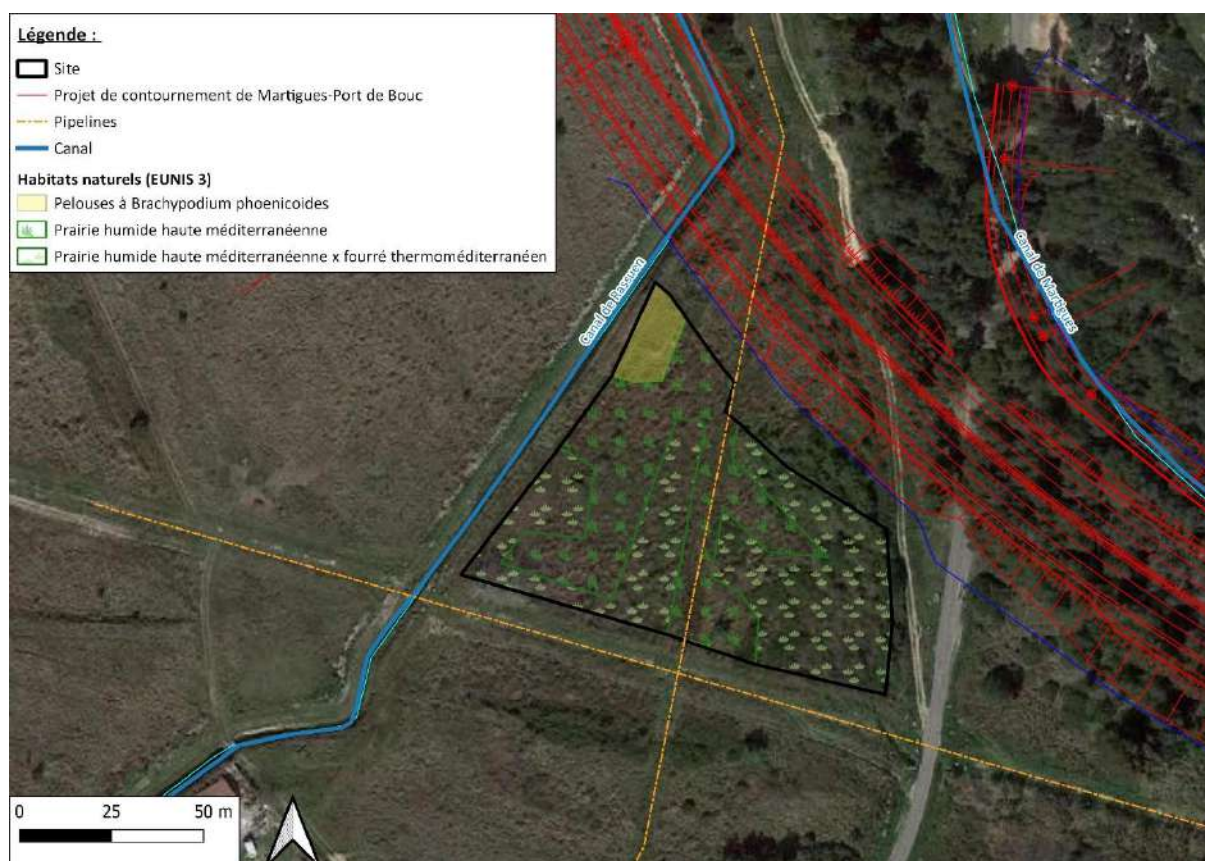 Légende :
Site
Projet de contournement de Martigues-Port de Bouc
Pipelines
Canal
Habitats naturels (EUNIS 3)
Pelouses à Brachypodium phoenicoides
Prairie humide haute méditerranéenne
Prairie humide haute méditerranéenne x fourré thermoméditerranéen
Canal de Rassuen
Canal de Martigues
0 25 50 m